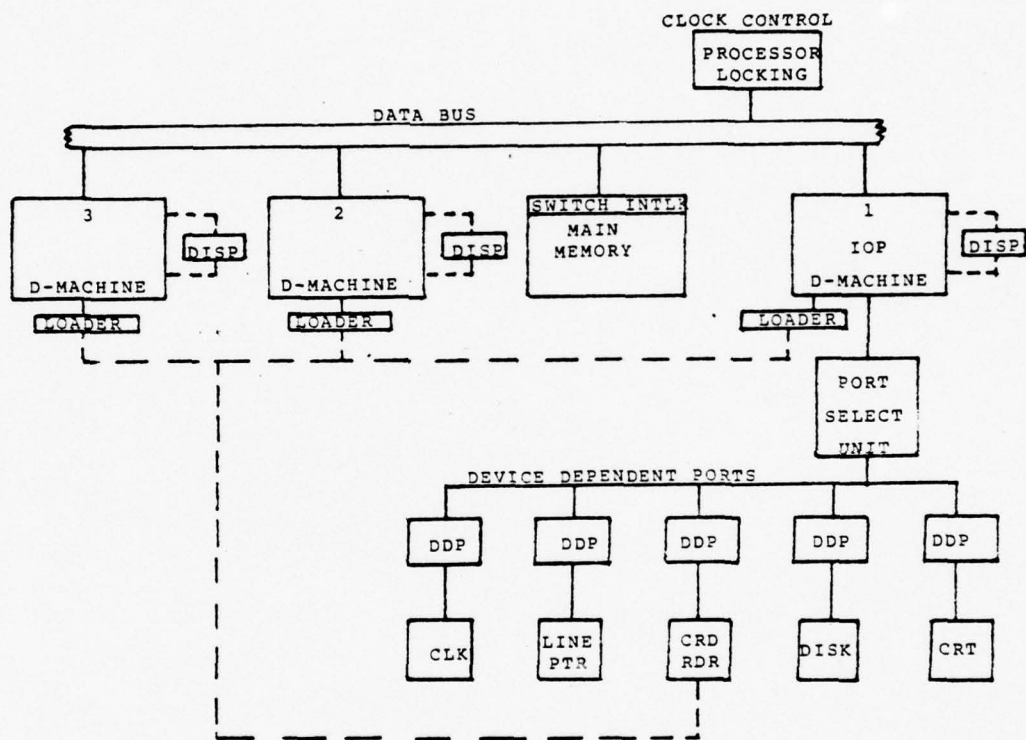 CLOCK CONTROL
PROCESSOR
LOCKING
DATA BUS
3
D-MACHINE
DISP
LOADER
2
D-MACHINE
DISP
LOADER
SWITCH INTLK
MAIN
MEMORY
1
IOP
D-MACHINE
DISP
LOADER
PORT
SELECT
UNIT
DEVICE DEPENDENT PORTS
DDP
DDP
DDP
DDP
DDP
CLK
LINE
PTR
CRD
RDR
DISK
CRT